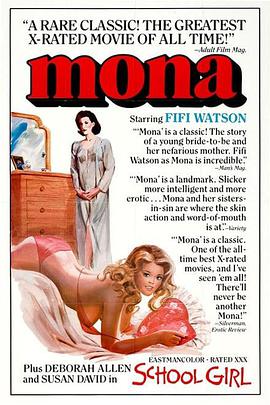 “A RARE CLASSIC! THE GREATEST
X-RATED MOVIE OF ALL TIME!”
—Adult Film Mag.
mona
Starring FIFI WATSON
“‘Mona’ is a classic! The story
of a young bride-to-be and
her nefarious mother. Fifi
Watson as Mona is incredible.”
—Man's Mag.
“‘Mona’ is a landmark. Slicker
more intelligent and more
erotic... Mona and her sisters-
in-sin are where the skin
action and word-of-mouth
is at.” —Variety
“‘Mona’ is a classic.
One of the all-
time best X-rated
movies, and I've
seen ’em all!
There'll
never be
another
Mona!”
—Silverman,
Erotic Review
EASTMANCOLOR · RATED XXX
Plus DEBORAH ALLEN
and SUSAN DAVID in
SCHOOL GIRL